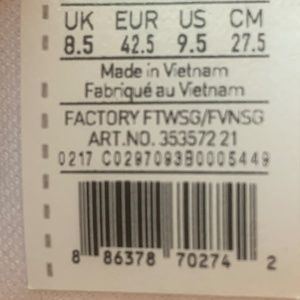 UK EUR US CM
8.5 42.5 9.5 27.5
Made in Vietnam
Fabriqué au Vietnam
FACTORY FTWSG/FVNSG
ART.NO. 353572 21
0217 C0297093B0005449
8 86378 70274 2